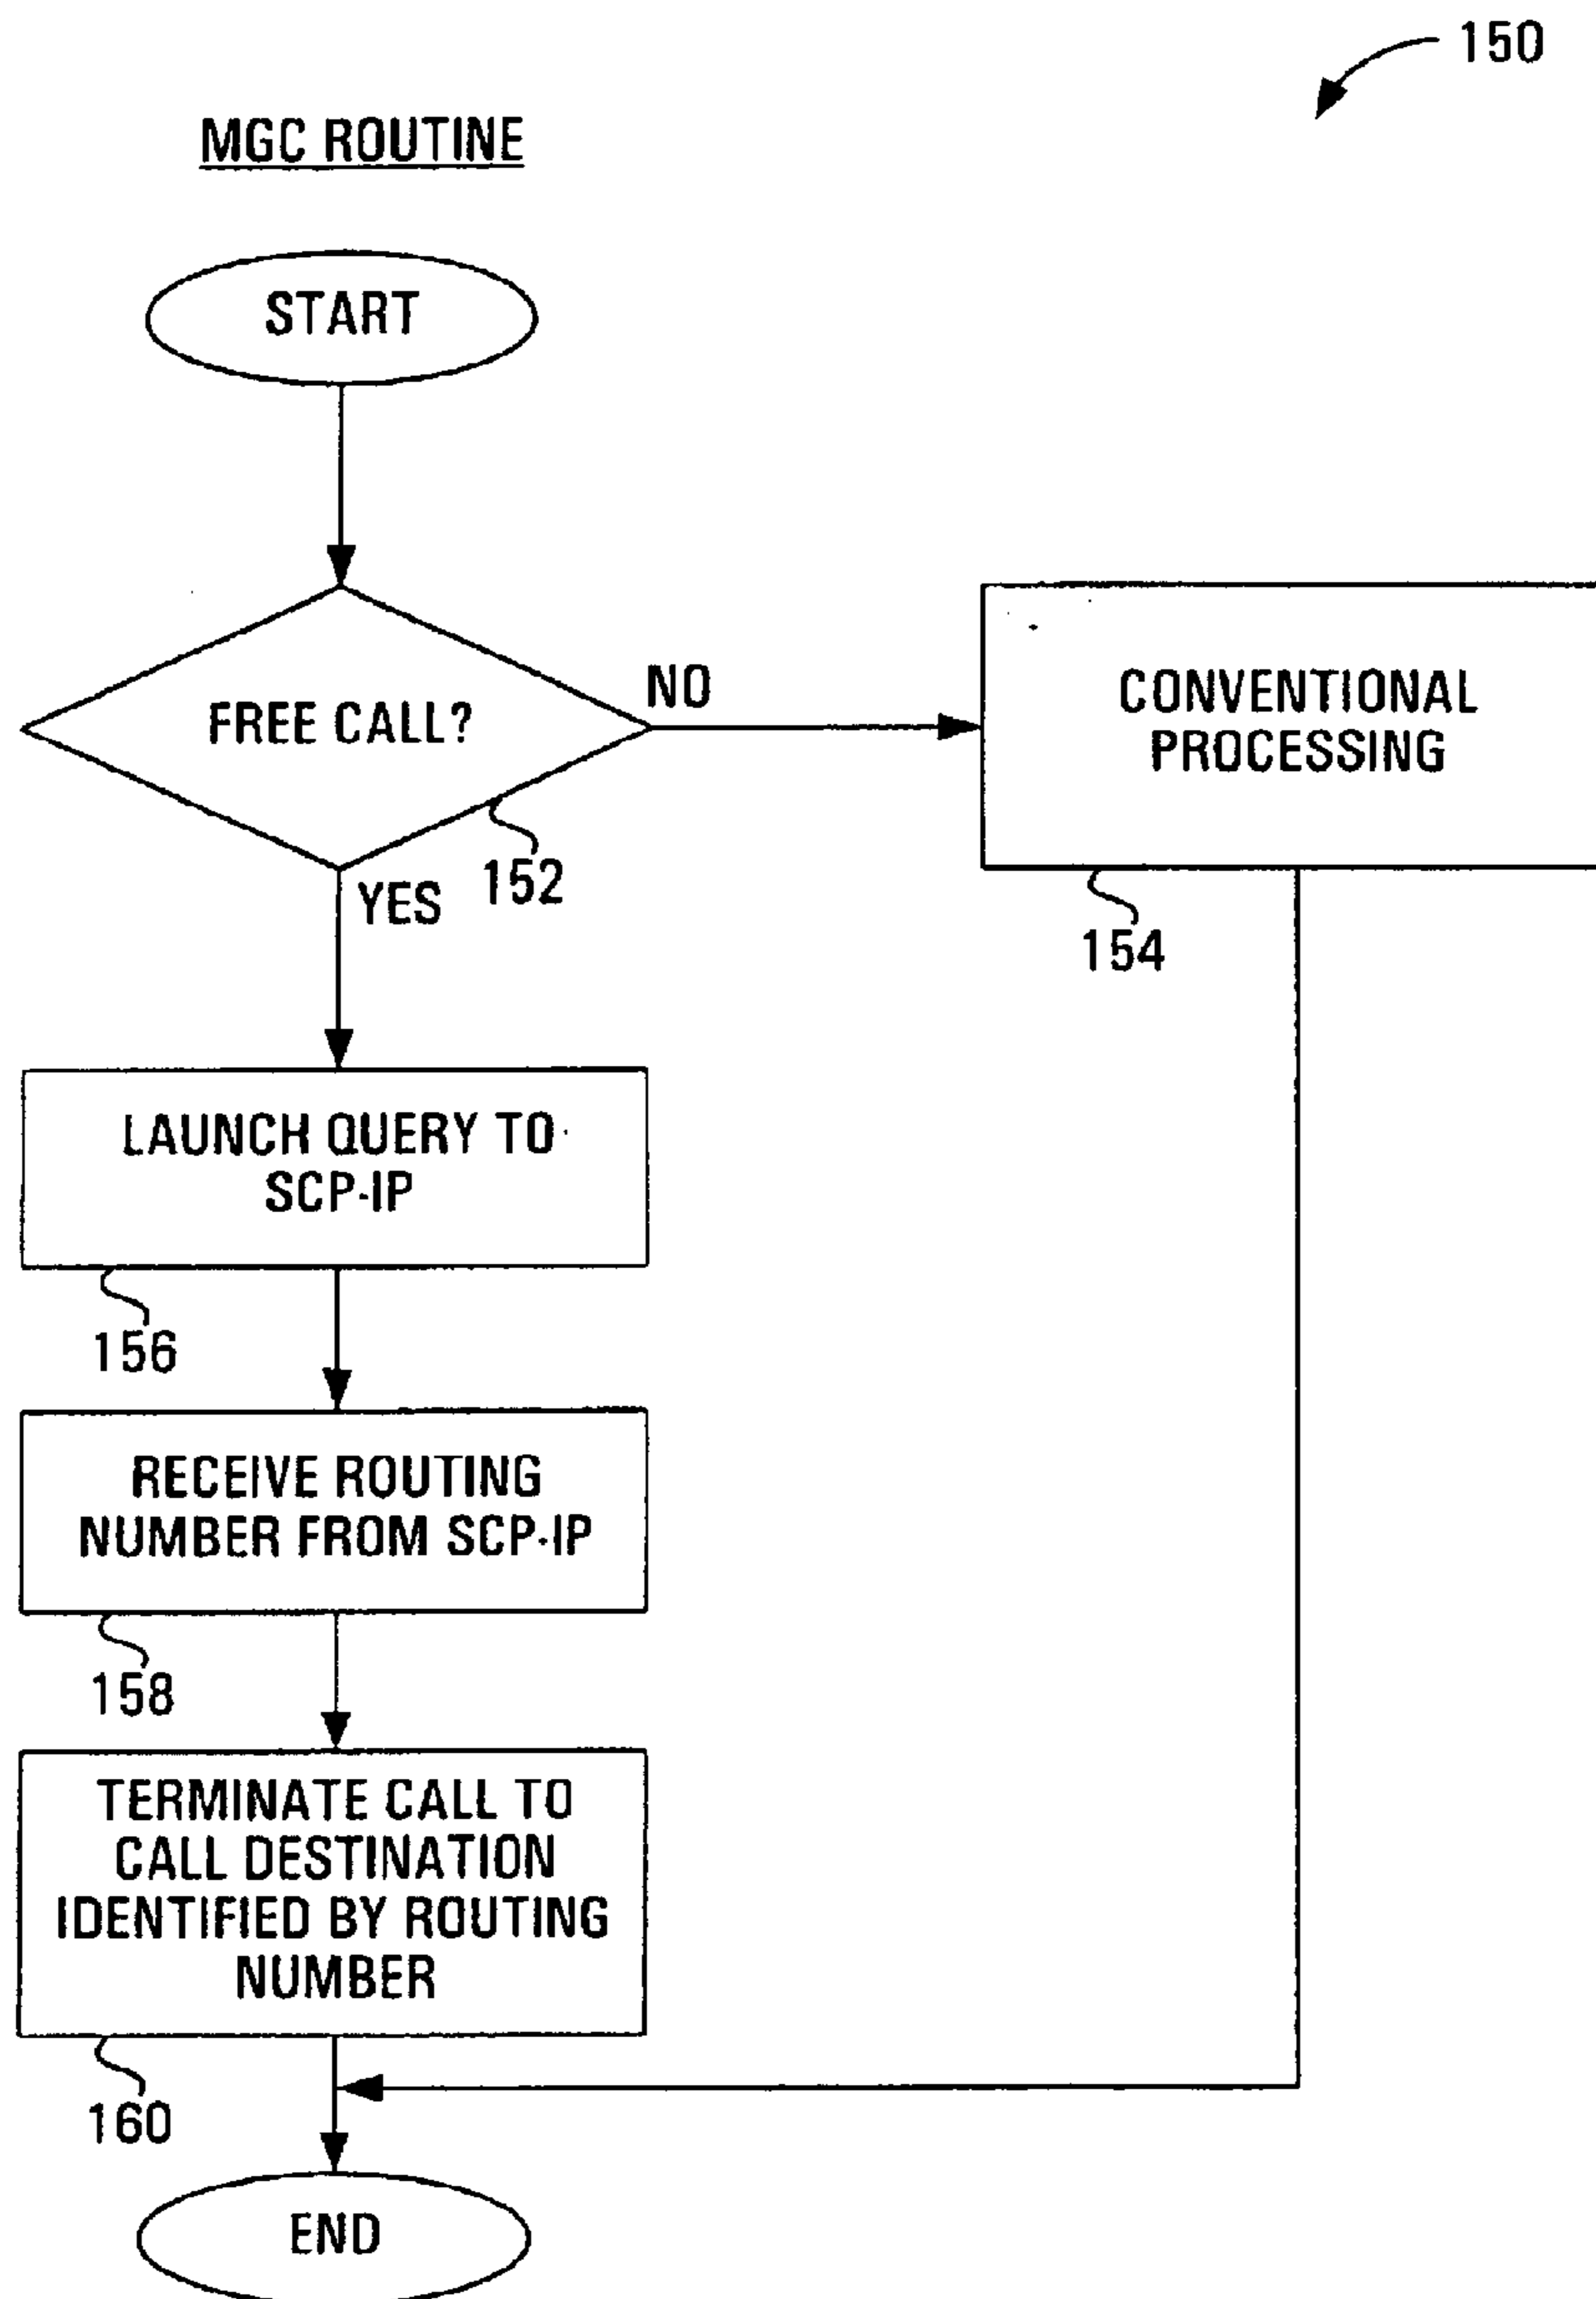 150
MGC ROUTINE
START
FREE CALL?
NO
CONVENTIONAL
PROCESSING
152
YES
154
LAUNCH QUERY TO
SCP-IP
156
RECEIVE ROUTING
NUMBER FROM SCP-IP
158
TERMINATE CALL TO
CALL DESTINATION
IDENTIFIED BY ROUTING
NUMBER
160
END